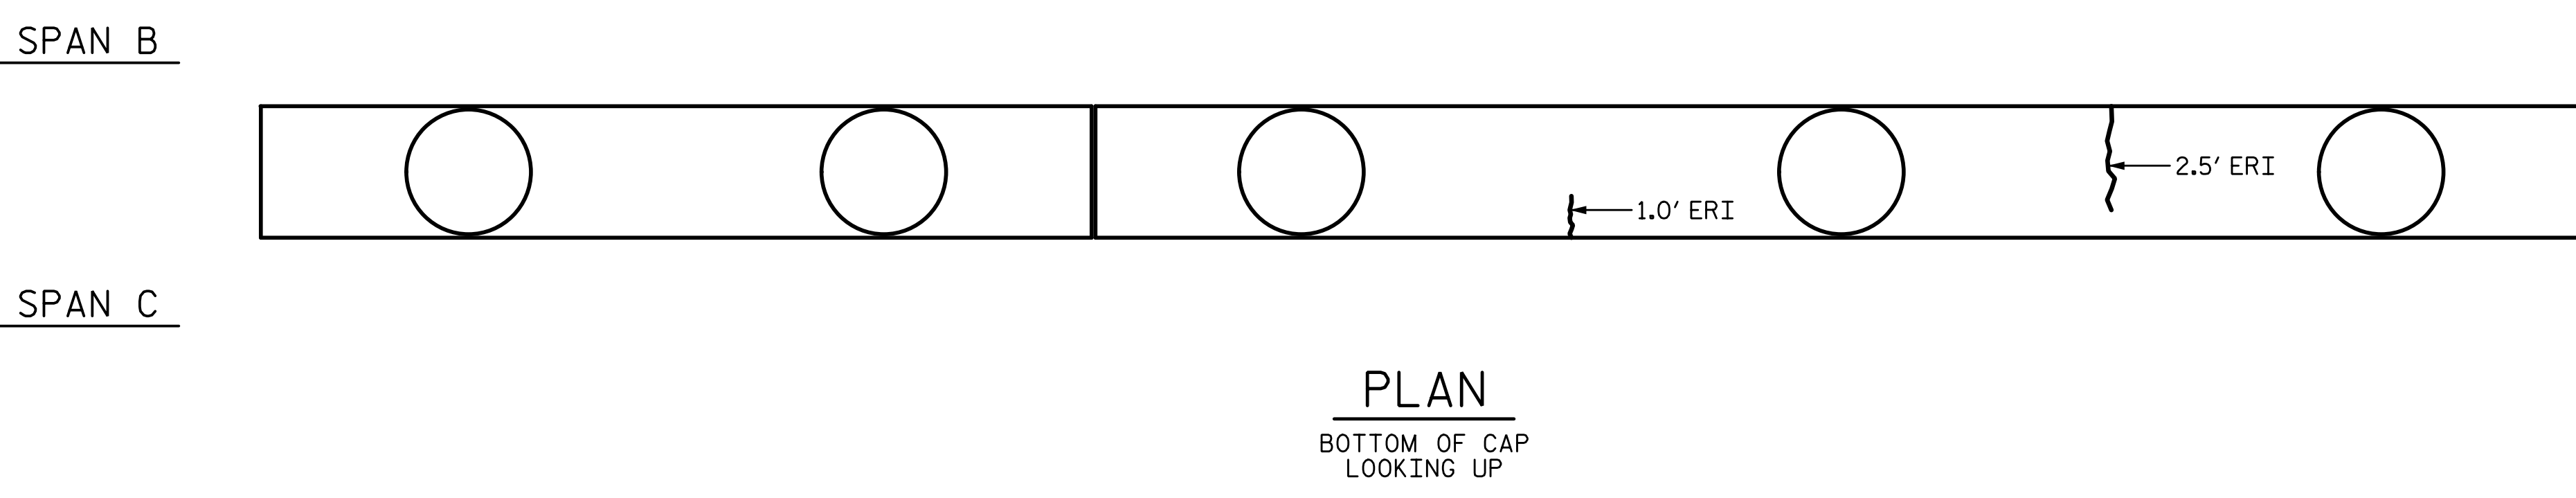 SPAN B
2.5' ERI
1.0' ERI
SPAN C
PLAN
BOTTOM OF CAP
LOOKING UP